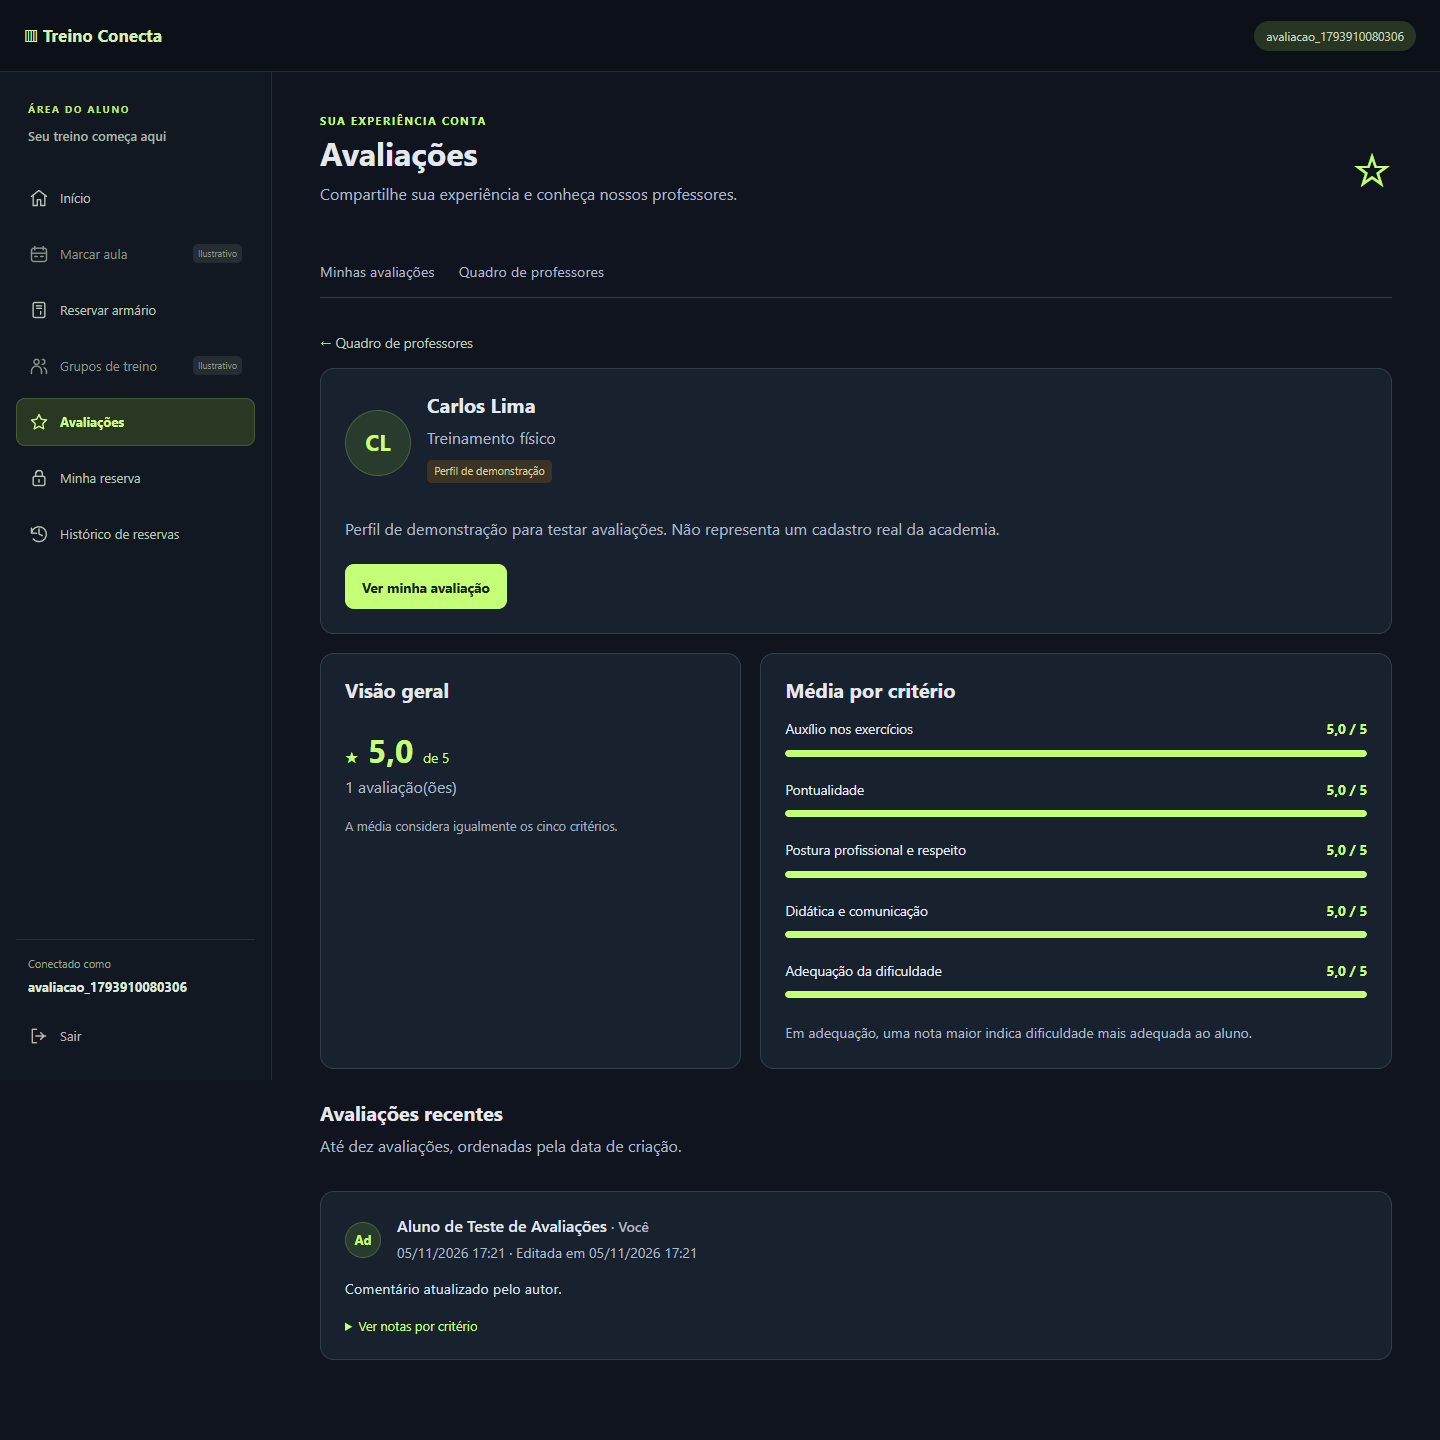 Treino Conecta
avaliacao_1793910080306
ÁREA DO ALUNO
Seu treino começa aqui
Início
Marcar aula
Ilustrativo
Reservar armário
Grupos de treino
Ilustrativo
Avaliações
Minha reserva
Histórico de reservas
Conectado como
avaliacao_1793910080306
Sair
SUA EXPERIÊNCIA CONTA
Avaliações
Compartilhe sua experiência e conheça nossos professores.
Minhas avaliações
Quadro de professores
← Quadro de professores
CL
Carlos Lima
Treinamento físico
Perfil de demonstração
Perfil de demonstração para testar avaliações. Não representa um cadastro real da academia.
Ver minha avaliação
Visão geral
★ 5,0 de 5
1 avaliação(ões)
A média considera igualmente os cinco critérios.
Média por critério
Auxílio nos exercícios 5,0 / 5
Pontualidade 5,0 / 5
Postura profissional e respeito 5,0 / 5
Didática e comunicação 5,0 / 5
Adequação da dificuldade 5,0 / 5
Em adequação, uma nota maior indica dificuldade mais adequada ao aluno.
Avaliações recentes
Até dez avaliações, ordenadas pela data de criação.
Ad
Aluno de Teste de Avaliações · Você
05/11/2026 17:21 · Editada em 05/11/2026 17:21
Comentário atualizado pelo autor.
▶ Ver notas por critério